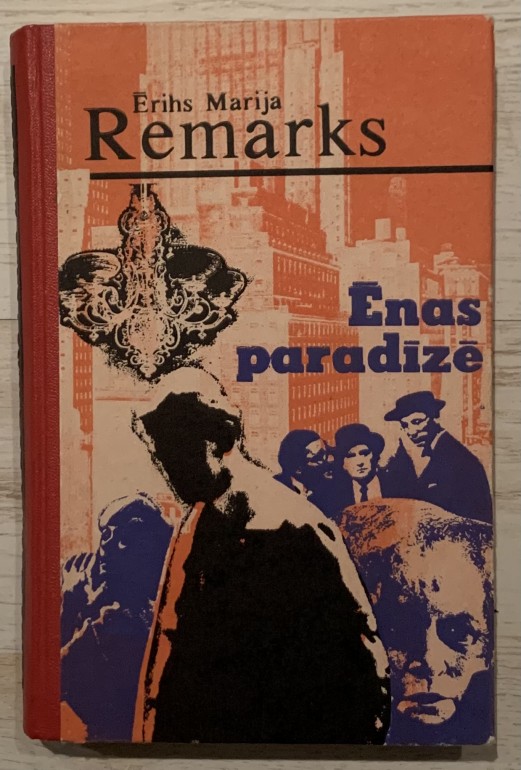 Ērihs Marija
Remarks
Ēnas
paradīzē